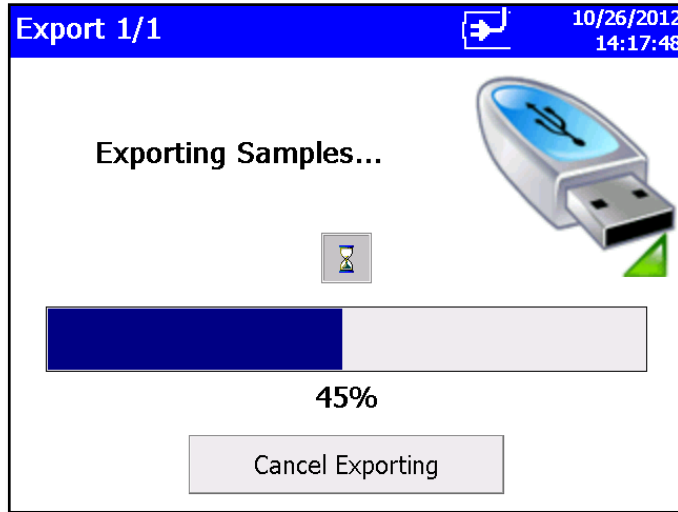 Export 1/1
10/26/2012
14:17:48
Exporting Samples...
45%
Cancel Exporting